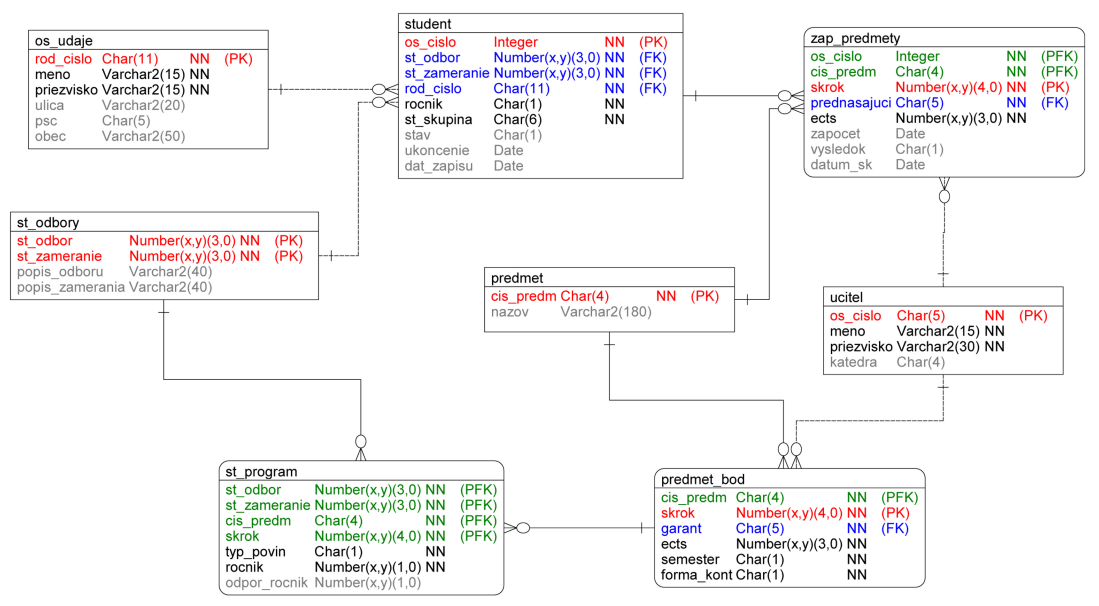 os_udaje
rod_cislo Char(11) NN (PK)
meno Varchar2(15) NN
priezvisko Varchar2(15) NN
ulica Varchar2(20)
psc Char(5)
obec Varchar2(50)
student
os_cislo Integer NN (PK)
st_odbor Number(x,y)(3,0) NN (FK)
st_zameranie Number(x,y)(3,0) NN (FK)
rod_cislo Char(11) NN (FK)
rocnik Char(1) NN
st_skupina Char(6) NN
stav Char(1)
ukoncenie Date
dat_zapisu Date
zap_predmety
os_cislo Integer NN (PFK)
cis_predm Char(4) NN (PFK)
skrok Number(x,y)(4,0) NN (PK)
prednasajuci Char(5) NN (FK)
ects Number(x,y)(3,0) NN
zapocet Date
vysledok Char(1)
datum_sk Date
st_odbory
st_odbor Number(x,y)(3,0) NN (PK)
st_zameranie Number(x,y)(3,0) NN (PK)
popis_odboru Varchar2(40)
popis_zamerania Varchar2(40)
predmet
cis_predm Char(4) NN (PK)
nazov Varchar2(180)
ucitel
os_cislo Char(5) NN (PK)
meno Varchar2(15) NN
priezvisko Varchar2(30) NN
katedra Char(4)
st_program
st_odbor Number(x,y)(3,0) NN (PFK)
st_zameranie Number(x,y)(3,0) NN (PFK)
cis_predm Char(4) NN (PFK)
skrok Number(x,y)(4,0) NN (PFK)
typ_povin Char(1) NN
rocnik Number(x,y)(1,0) NN
odpor_rocnik Number(x,y)(1,0)
predmet_bod
cis_predm Char(4) NN (PFK)
skrok Number(x,y)(4,0) NN (PK)
garant Char(5) NN (FK)
ects Number(x,y)(3,0) NN
semester Char(1) NN
forma_kont Char(1) NN